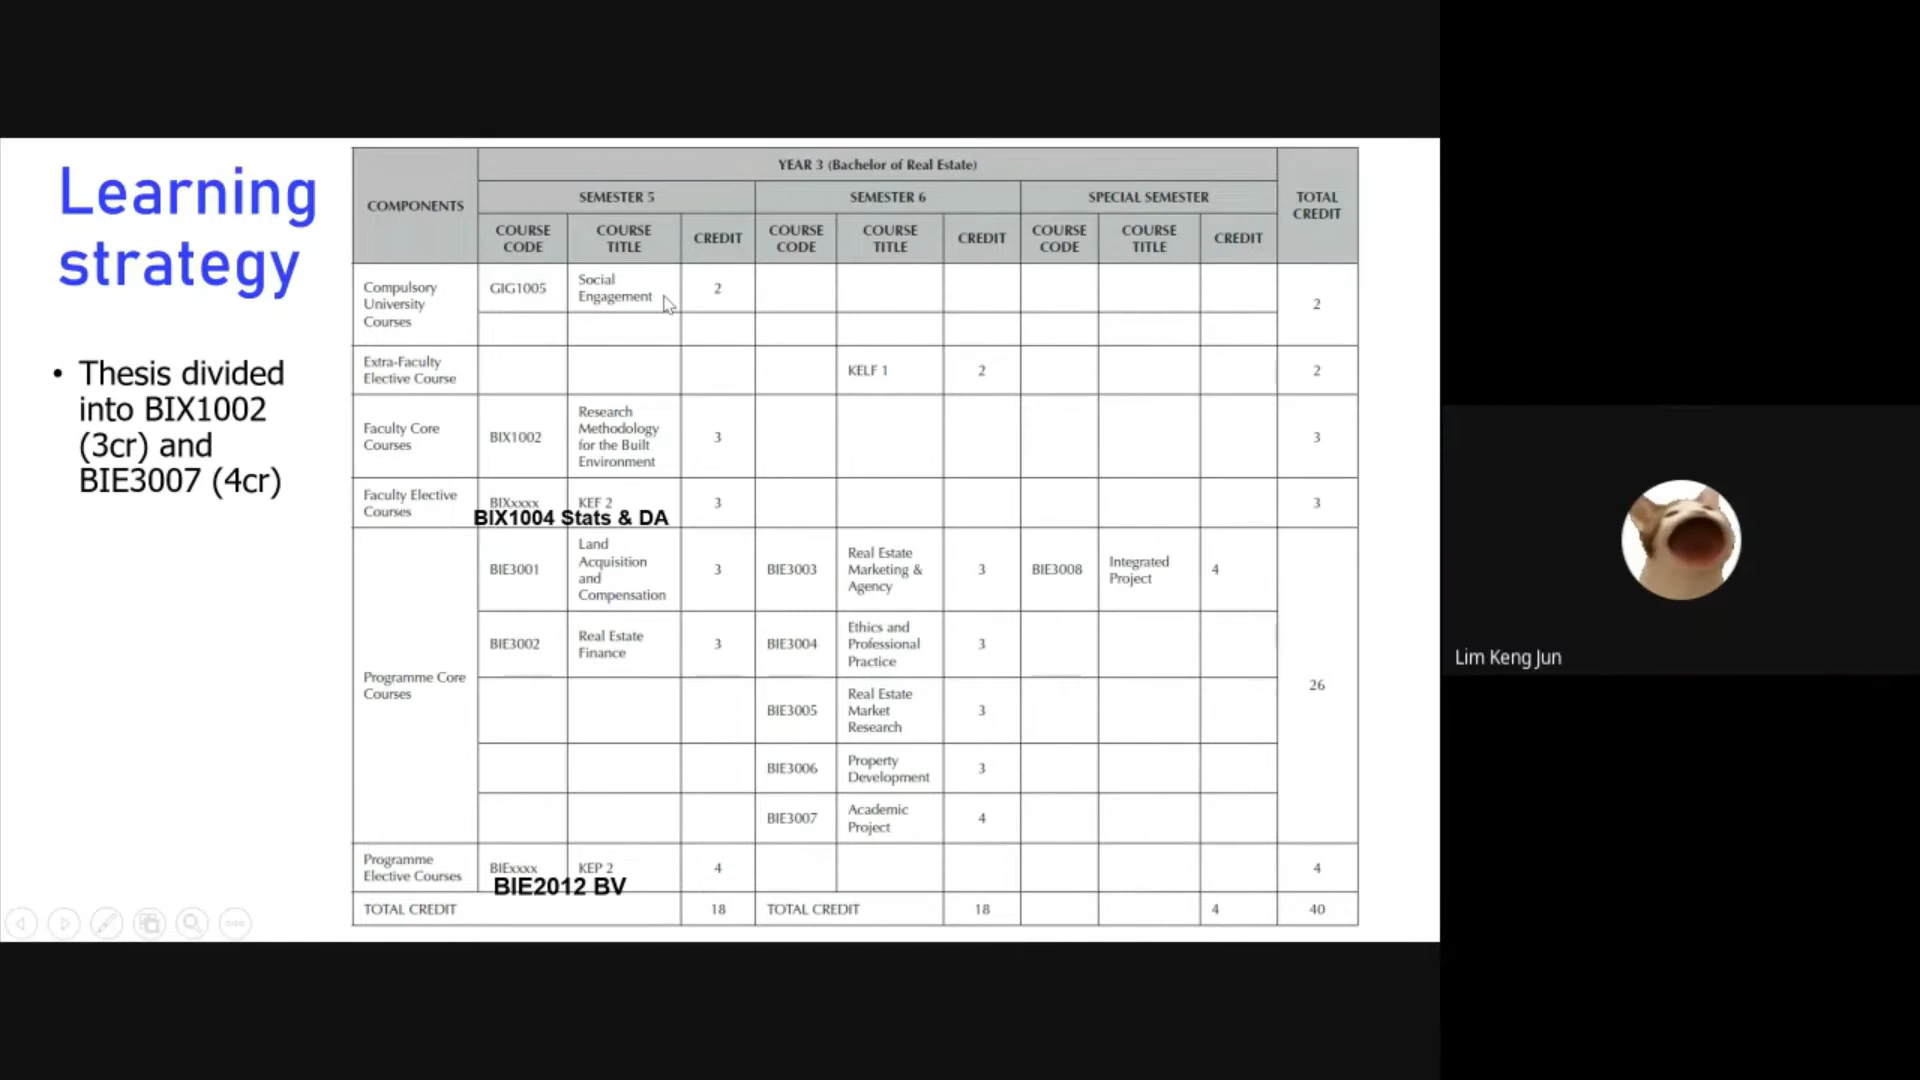 Learning
strategy
• Thesis divided
into BIX1002
(3cr) and
BIE3007 (4cr)
COMPONENTS
YEAR 3 (Bachelor of Real Estate)
TOTAL
CREDIT
SEMESTER 5
SEMESTER 6
SPECIAL SEMESTER
COURSE
CODE
COURSE
TITLE
CREDIT
COURSE
CODE
COURSE
TITLE
CREDIT
COURSE
CODE
COURSE
TITLE
CREDIT
Compulsory
University
Courses
GIG1005
Social
Engagement
2
2
Extra-Faculty
Elective Course
KELF 1
2
2
Faculty Core
Courses
BIX1002
Research
Methodology
for the Built
Environment
3
3
Faculty Elective
Courses
BIXxxxx
KEF 2
3
3
BIX1004 Stats & DA
Programme Core
Courses
BIE3001
Land
Acquisition
and
Compensation
3
BIE3003
Real Estate
Marketing &
Agency
3
BIE3008
Integrated
Project
4
26
BIE3002
Real Estate
Finance
3
BIE3004
Ethics and
Professional
Practice
3
BIE3005
Real Estate
Market
Research
3
BIE3006
Property
Development
3
BIE3007
Academic
Project
4
Programme
Elective Courses
BIExxxx
KEP 2
4
4
BIE2012 BV
TOTAL CREDIT
18
TOTAL CREDIT
18
4
40
Lim Keng Jun